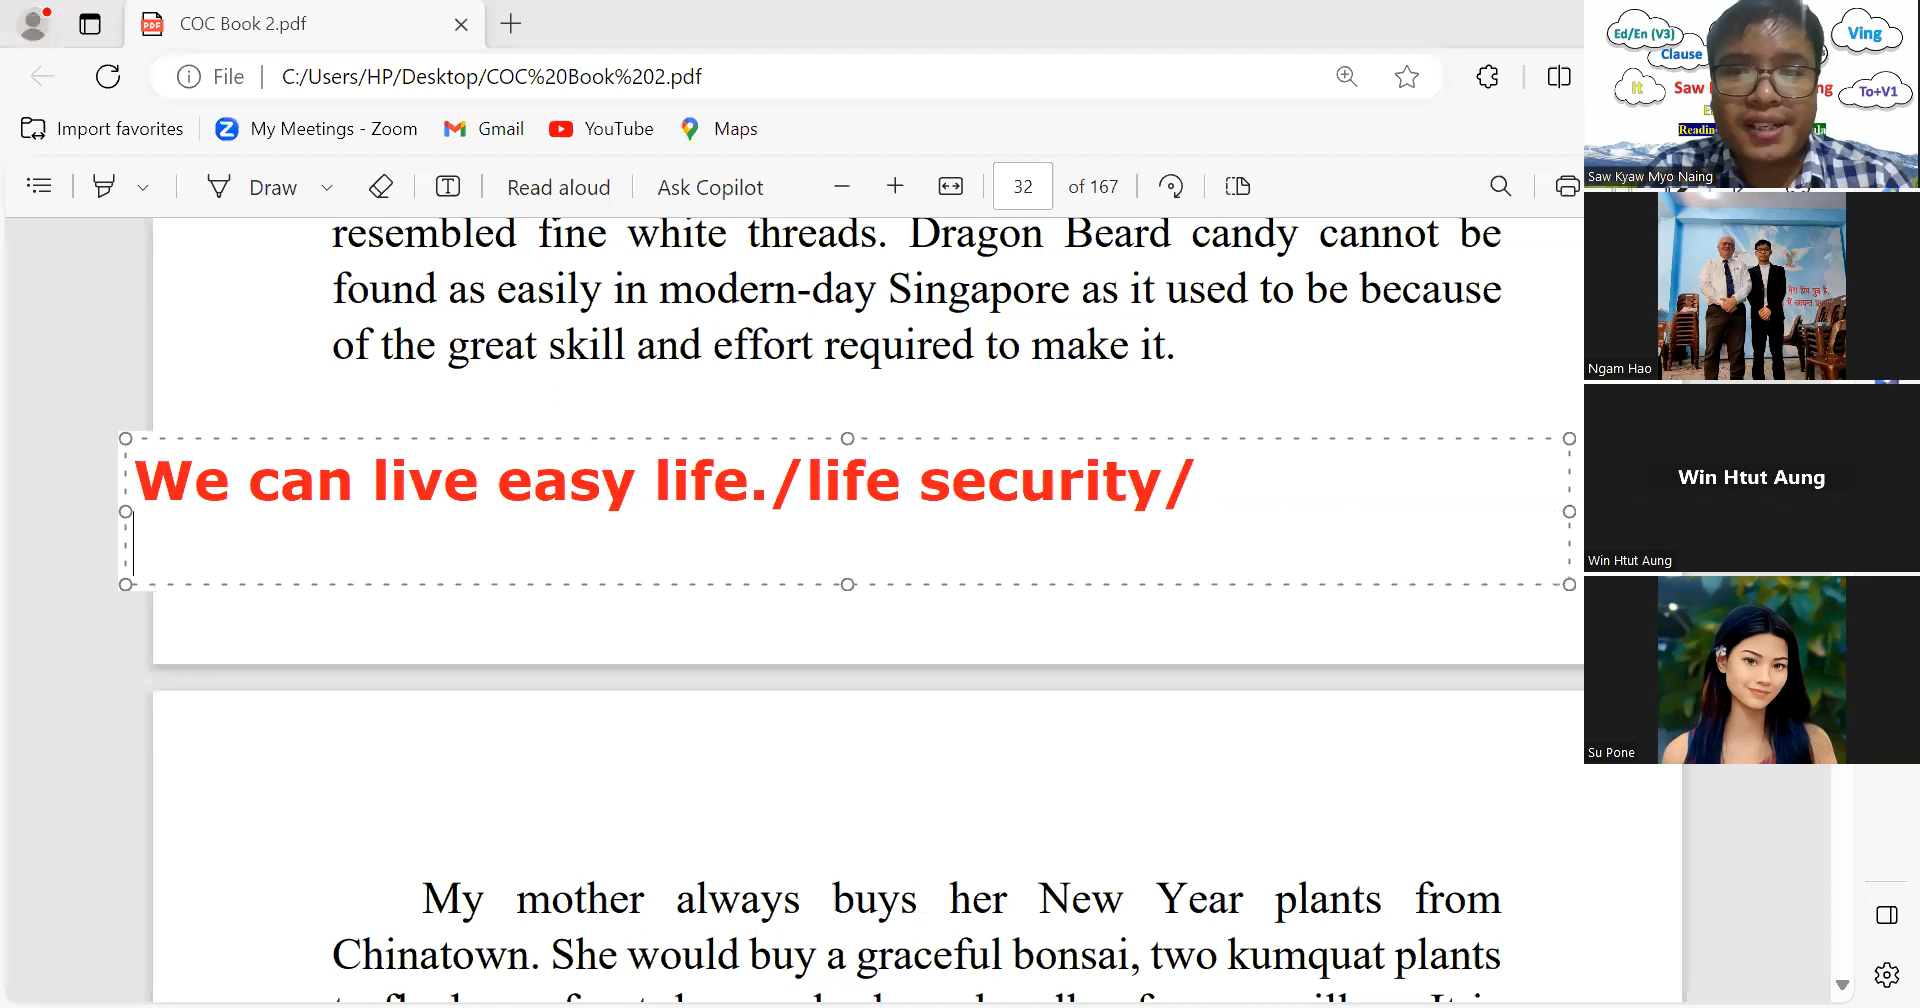 COC Book 2.pdf
File
C:/Users/HP/Desktop/COC%20Book%202.pdf
Import favorites
My Meetings - Zoom
Gmail
YouTube
Maps
Draw
Read aloud
Ask Copilot
32
of 167
resembled fine white threads. Dragon Beard candy cannot be
found as easily in modern-day Singapore as it used to be because
of the great skill and effort required to make it.
We can live easy life./life security/
My mother always buys her New Year plants from
Chinatown. She would buy a graceful bonsai, two kumquat plants
Ed/En (V3)
Clause
Ving
It
Saw
To+V1
Saw Kyaw Myo Naing
Ngam Hao
Win Htut Aung
Win Htut Aung
Su Pone